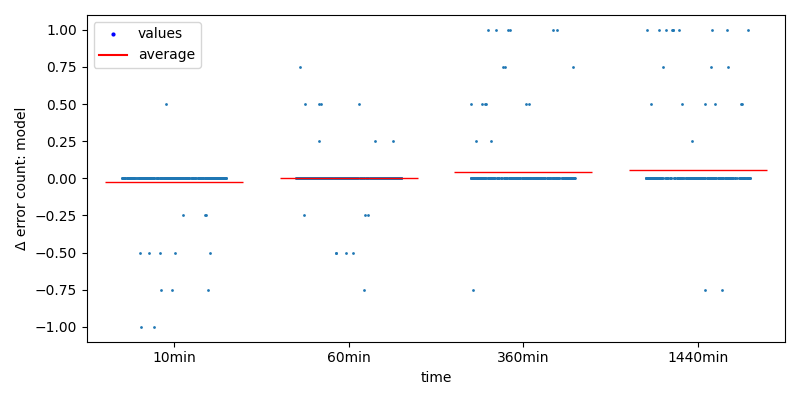 values
average
1.00
0.75
0.50
0.25
0.00
−0.25
−0.50
−0.75
−1.00
Δ error count: model
10min
60min
360min
1440min
time